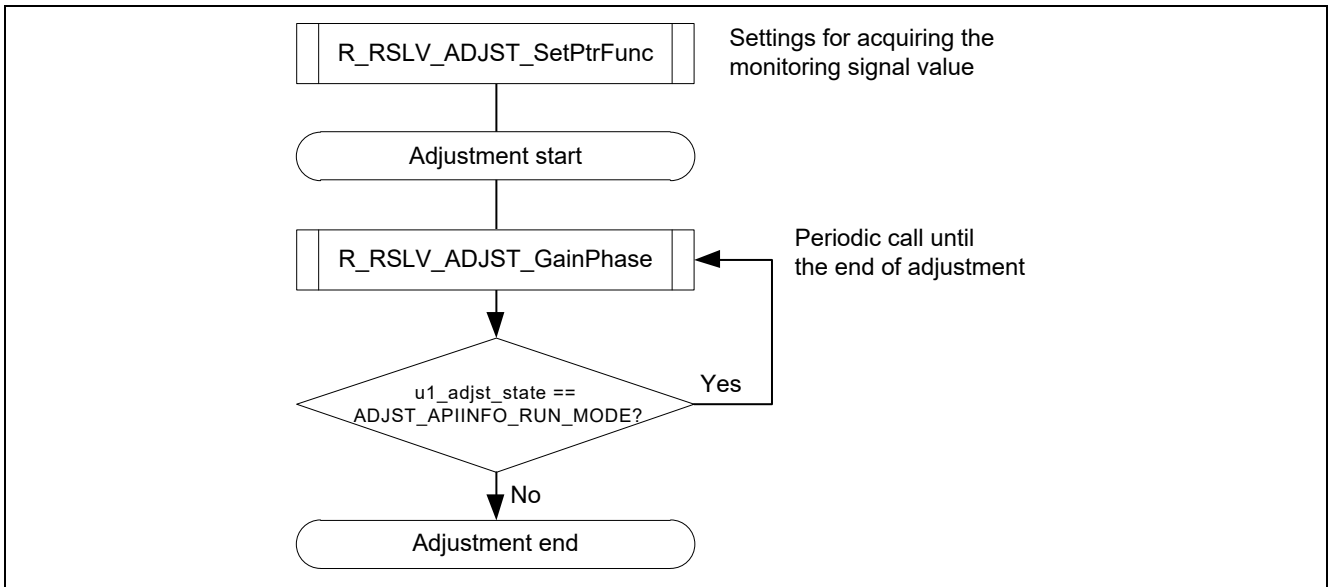 R_RSLV_ADJST_SetPtrFunc
Settings for acquiring the
monitoring signal value
Adjustment start
R_RSLV_ADJST_GainPhase
Periodic call until
the end of adjustment
u1_adjst_state ==
ADJST_APIINFO_RUN_MODE?
Yes
No
Adjustment end